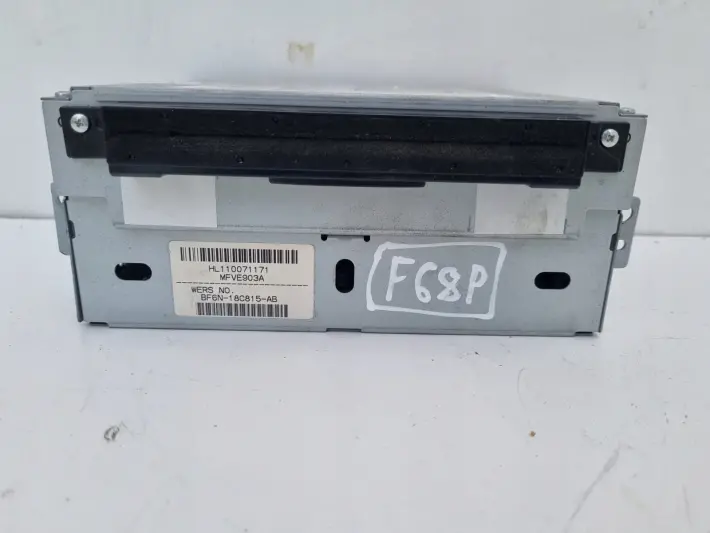 HL110071171
MFVE903A
WERS NO.
BF6N-18C815-AB
F68P